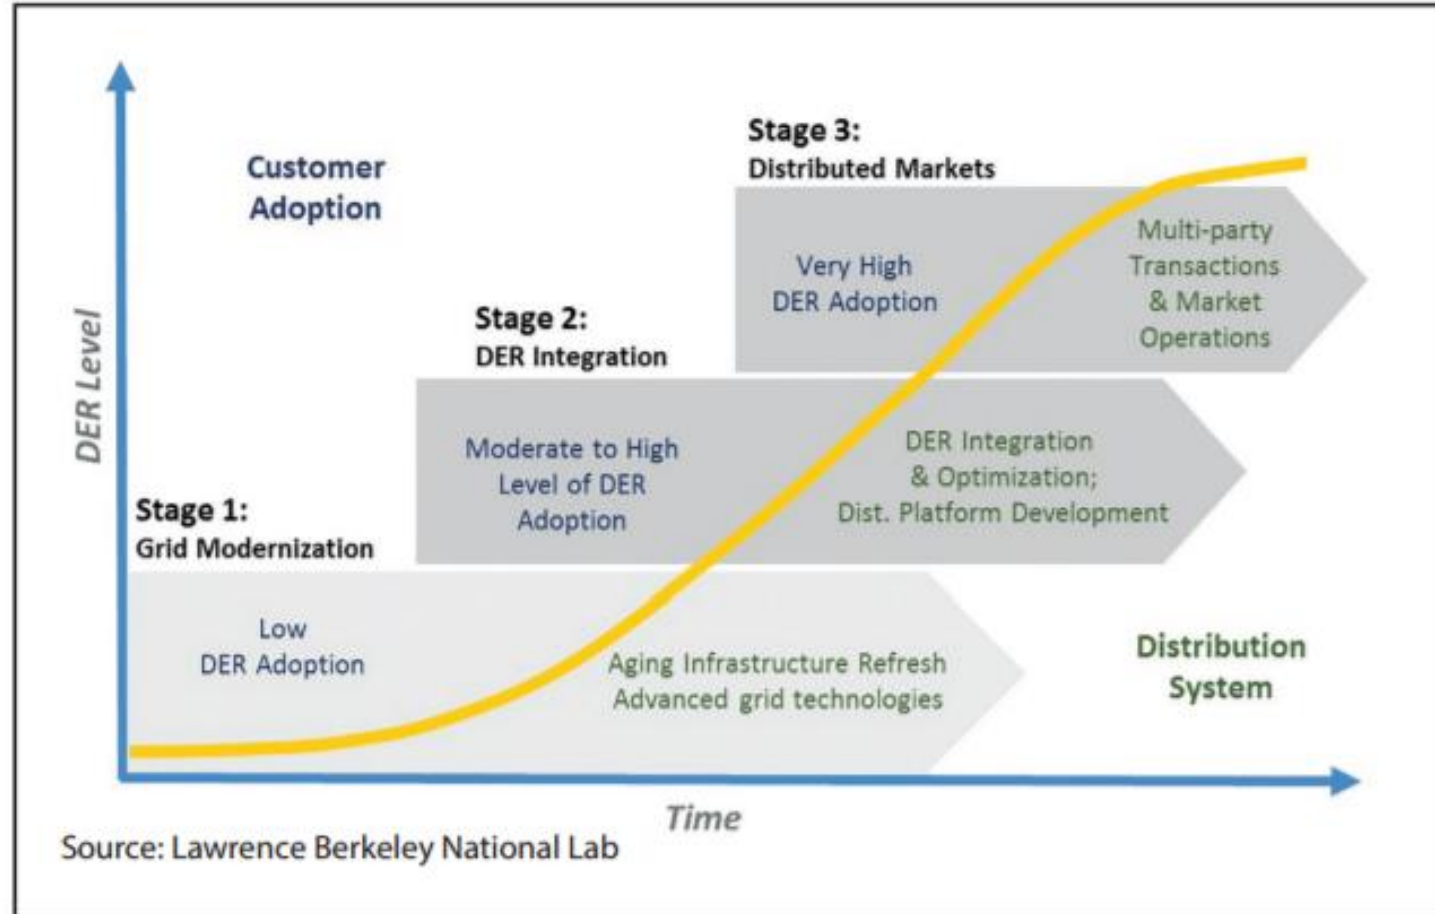 Customer
Adoption
Stage 3:
Distributed Markets
Very High
DER Adoption
Multi-party
Transactions
& Market
Operations
Stage 2:
DER Integration
Moderate to High
Level of DER
Adoption
DER Integration
& Optimization;
Dist. Platform Development
Stage 1:
Grid Modernization
Low
DER Adoption
Aging Infrastructure Refresh
Advanced grid technologies
Distribution
System
DER Level
Time
Source: Lawrence Berkeley National Lab